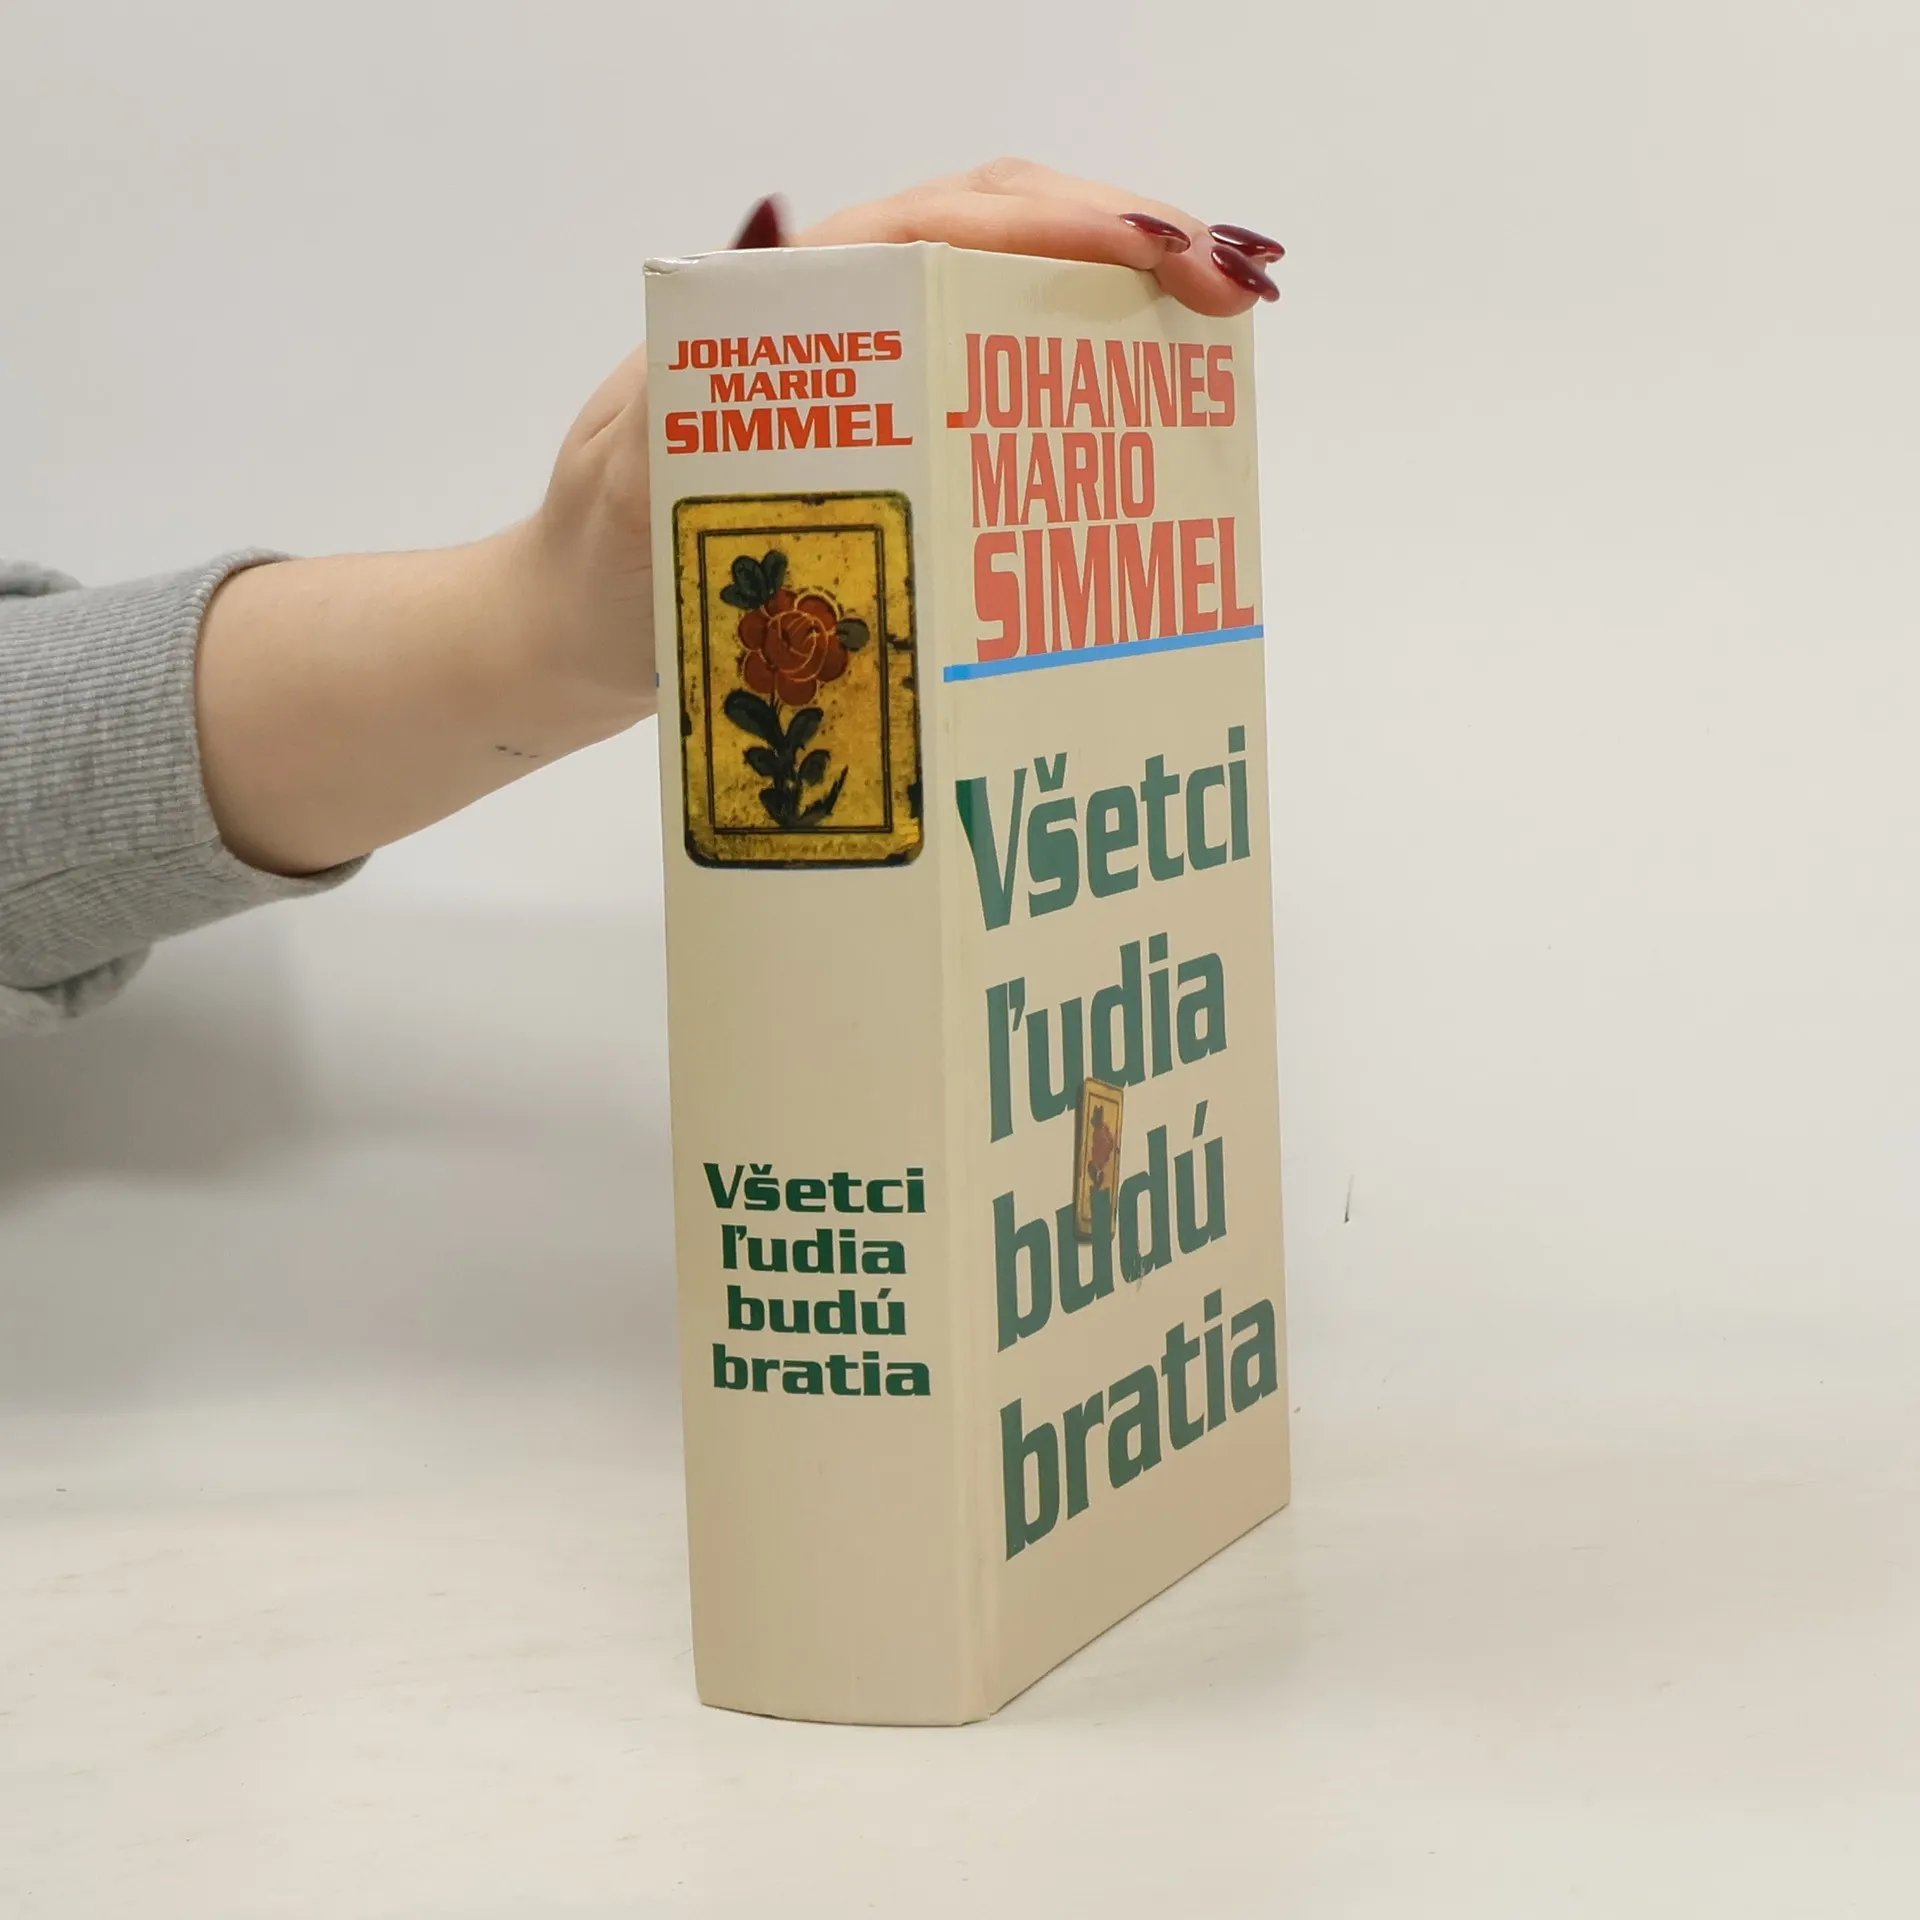 JOHANNES
MARIO
SIMMEL
Všetci
ľudia
budú
bratia
JOHANNES
MARIO
SIMMEL
Všetci
ľudia
budú
bratia